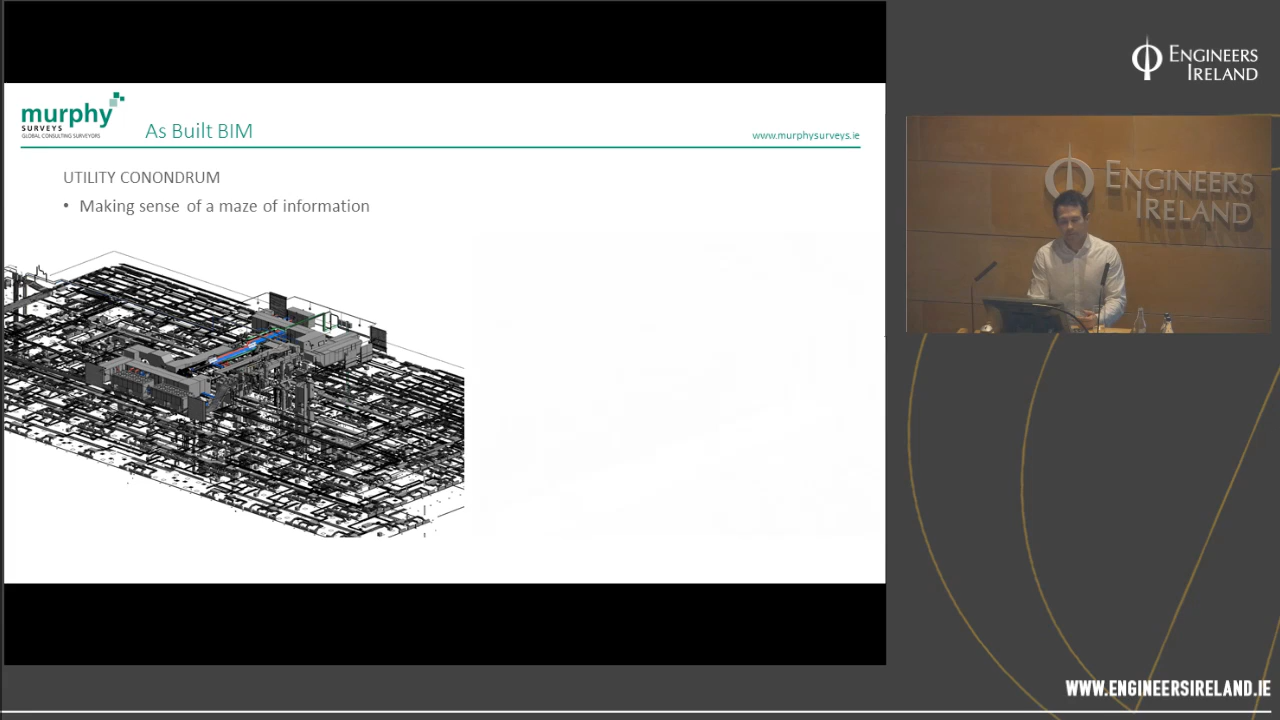 murphy
SURVEYS
GLOBAL CONSULTING SURVEYORS
As Built BIM
www.murphysurveys.ie
UTILITY CONONDRUM
• Making sense of a maze of information
ENGINEERS
IRELAND
ENGINEERS
IRELAND
WWW.ENGINEERSIRELAND.IE